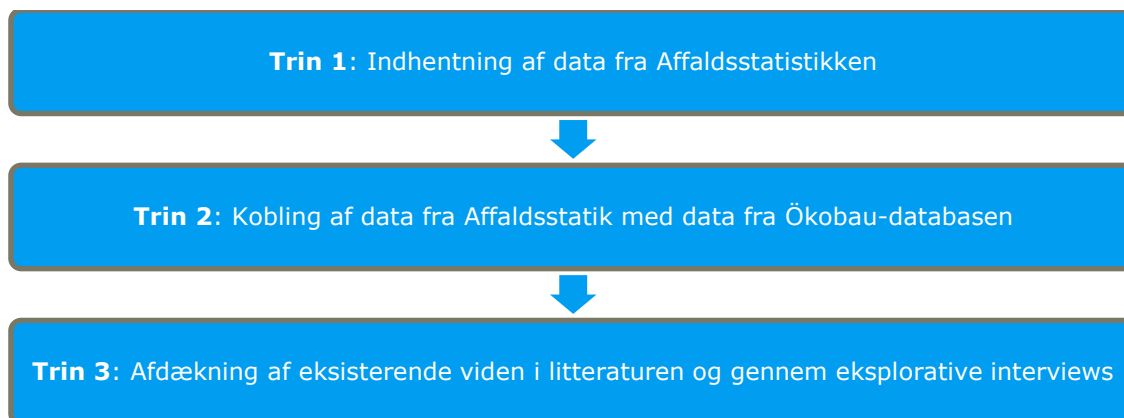 Trin 1: Indhentning af data fra Affaldsstatistikken
Trin 2: Kobling af data fra Affaldsstatik med data fra Ökobau-databasen
Trin 3: Afdækning af eksisterende viden i litteraturen og gennem eksplorative interviews